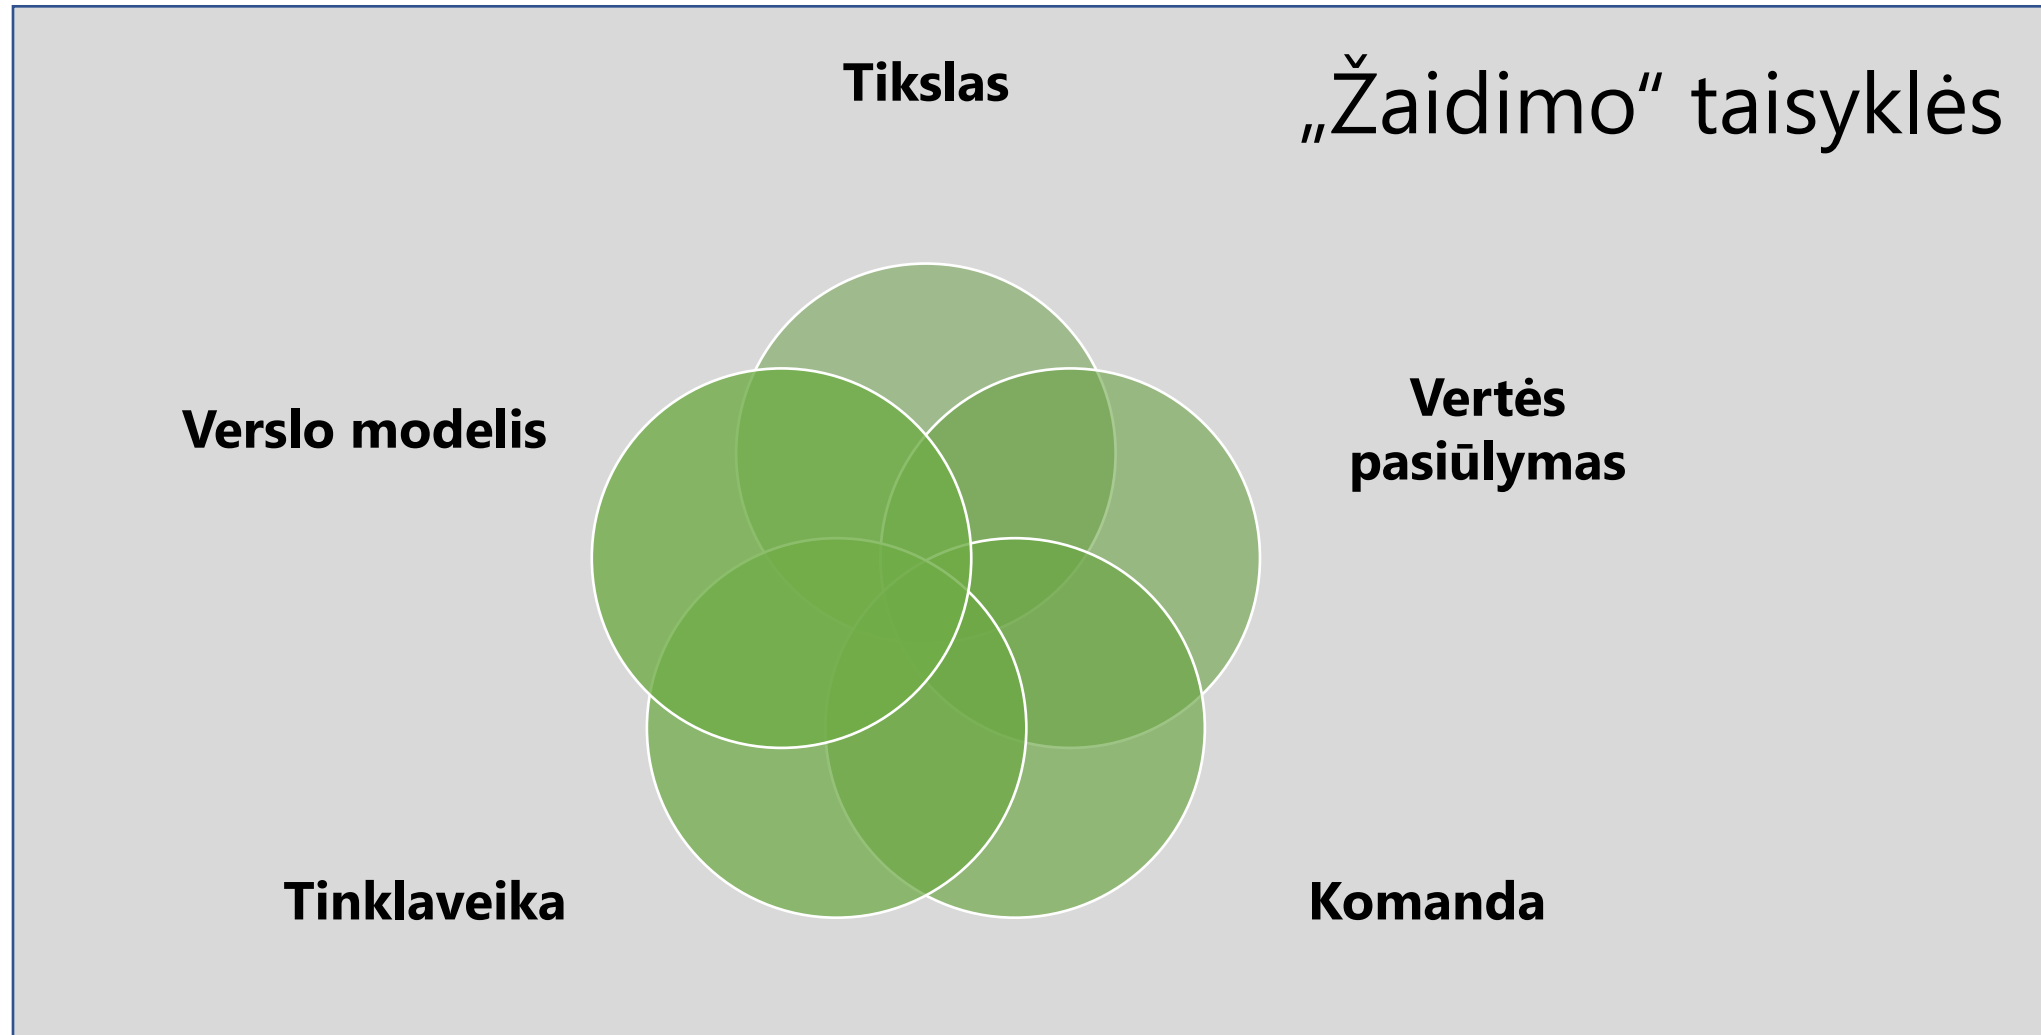 „Žaidimo“ taisyklės
Tikslas
Vertės
pasiūlymas
Komanda
Tinklaveika
Verslo modelis